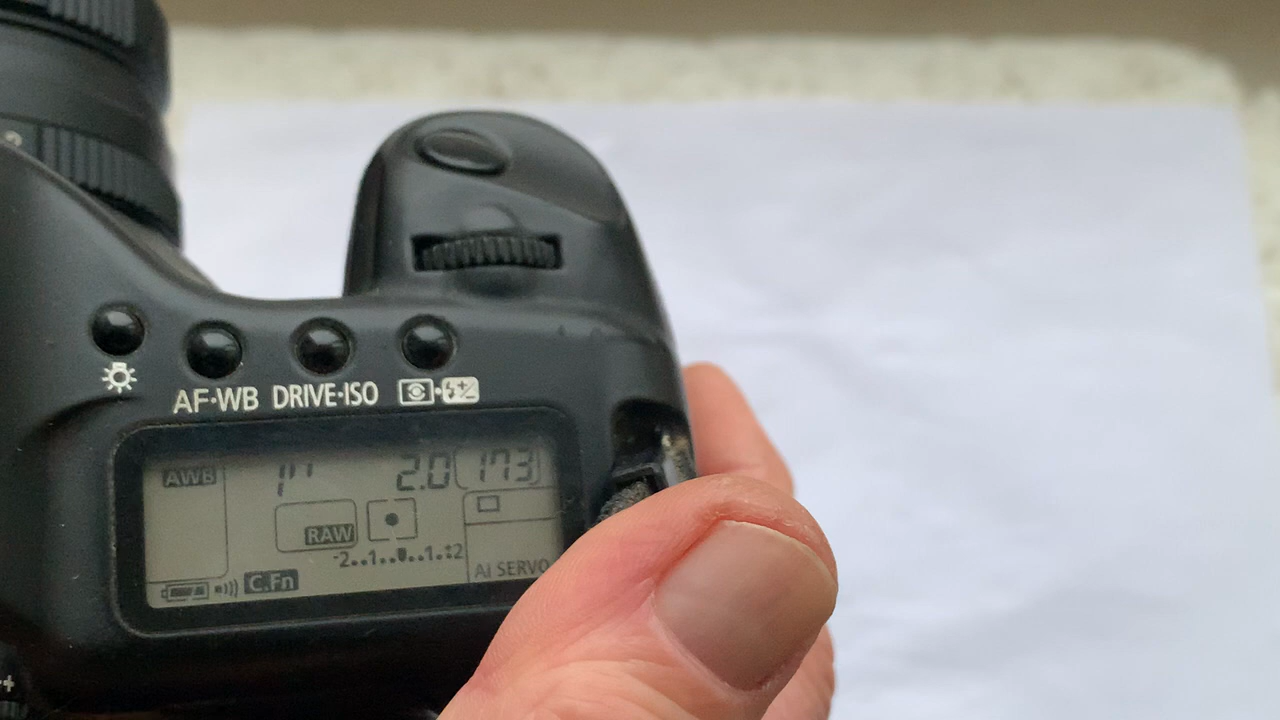 AF•WB DRIVE•ISO
AWB 1" 2.0 173
RAW
-2..1..0..1.:2
AI SERVO
C.Fn